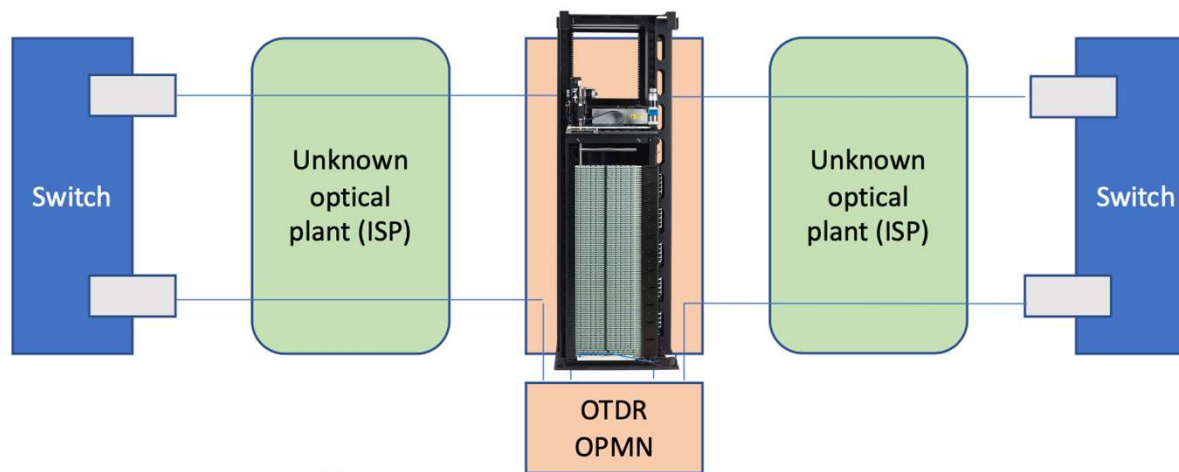 Switch
Unknown
optical
plant (ISP)
Unknown
optical
plant (ISP)
Switch
OTDR
OPMN